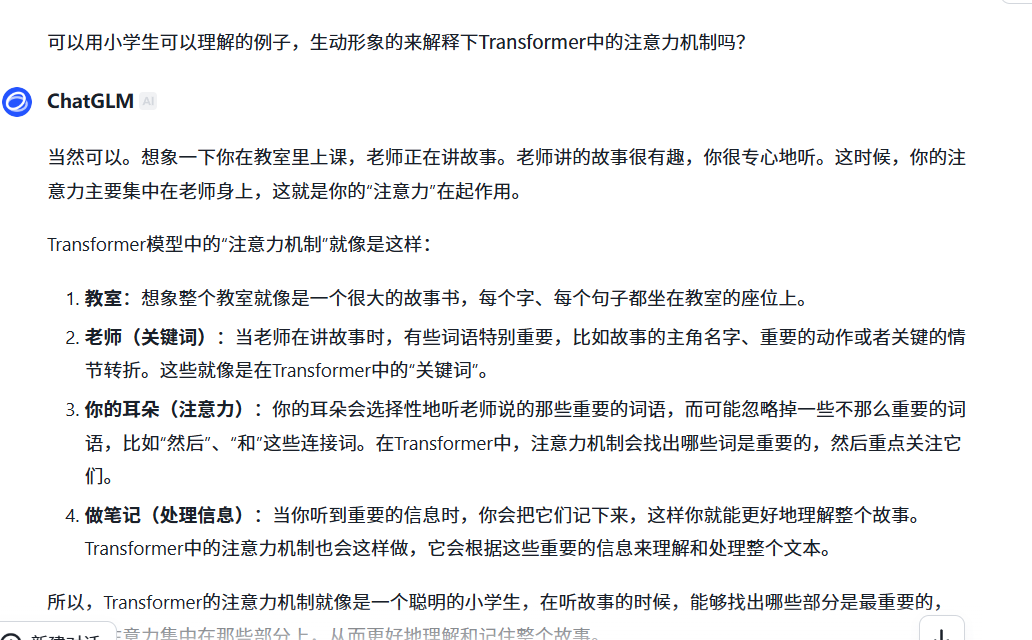 可以用小学生可以理解的例子，生动形象的来解释下Transformer中的注意力机制吗？
ChatGLM AI
当然可以。想象一下你在教室里上课，老师正在讲故事。老师讲的故事很有趣，你很专心地听。这时候，你的注
意力主要集中在老师身上，这就是你的“注意力”在起作用。
Transformer模型中的“注意力机制”就像是这样：
1. 教室：想象整个教室就像是一个很大的故事书，每个字、每个句子都坐在教室的座位上。
2. 老师（关键词）：当老师在讲故事时，有些词语特别重要，比如故事的主角名字、重要的动作或者关键的情
节转折。这些就像是在Transformer中的“关键词”。
3. 你的耳朵（注意力）：你的耳朵会选择性地听老师说的那些重要的词语，而可能忽略掉一些不那么重要的词
语，比如“然后”、“和”这些连接词。在Transformer中，注意力机制会找出哪些词是重要的，然后重点关注它
们。
4. 做笔记（处理信息）：当你听到重要的信息时，你会把它们记下来，这样你就能更好地理解整个故事。
Transformer中的注意力机制也会这样做，它会根据这些重要的信息来理解和处理整个文本。
所以，Transformer的注意力机制就像是一个聪明的小学生，在听故事的时候，能够找出哪些部分是最重要的，
新建对话 注意力集中在那些部分上，从而更好地理解和记住整个故事。